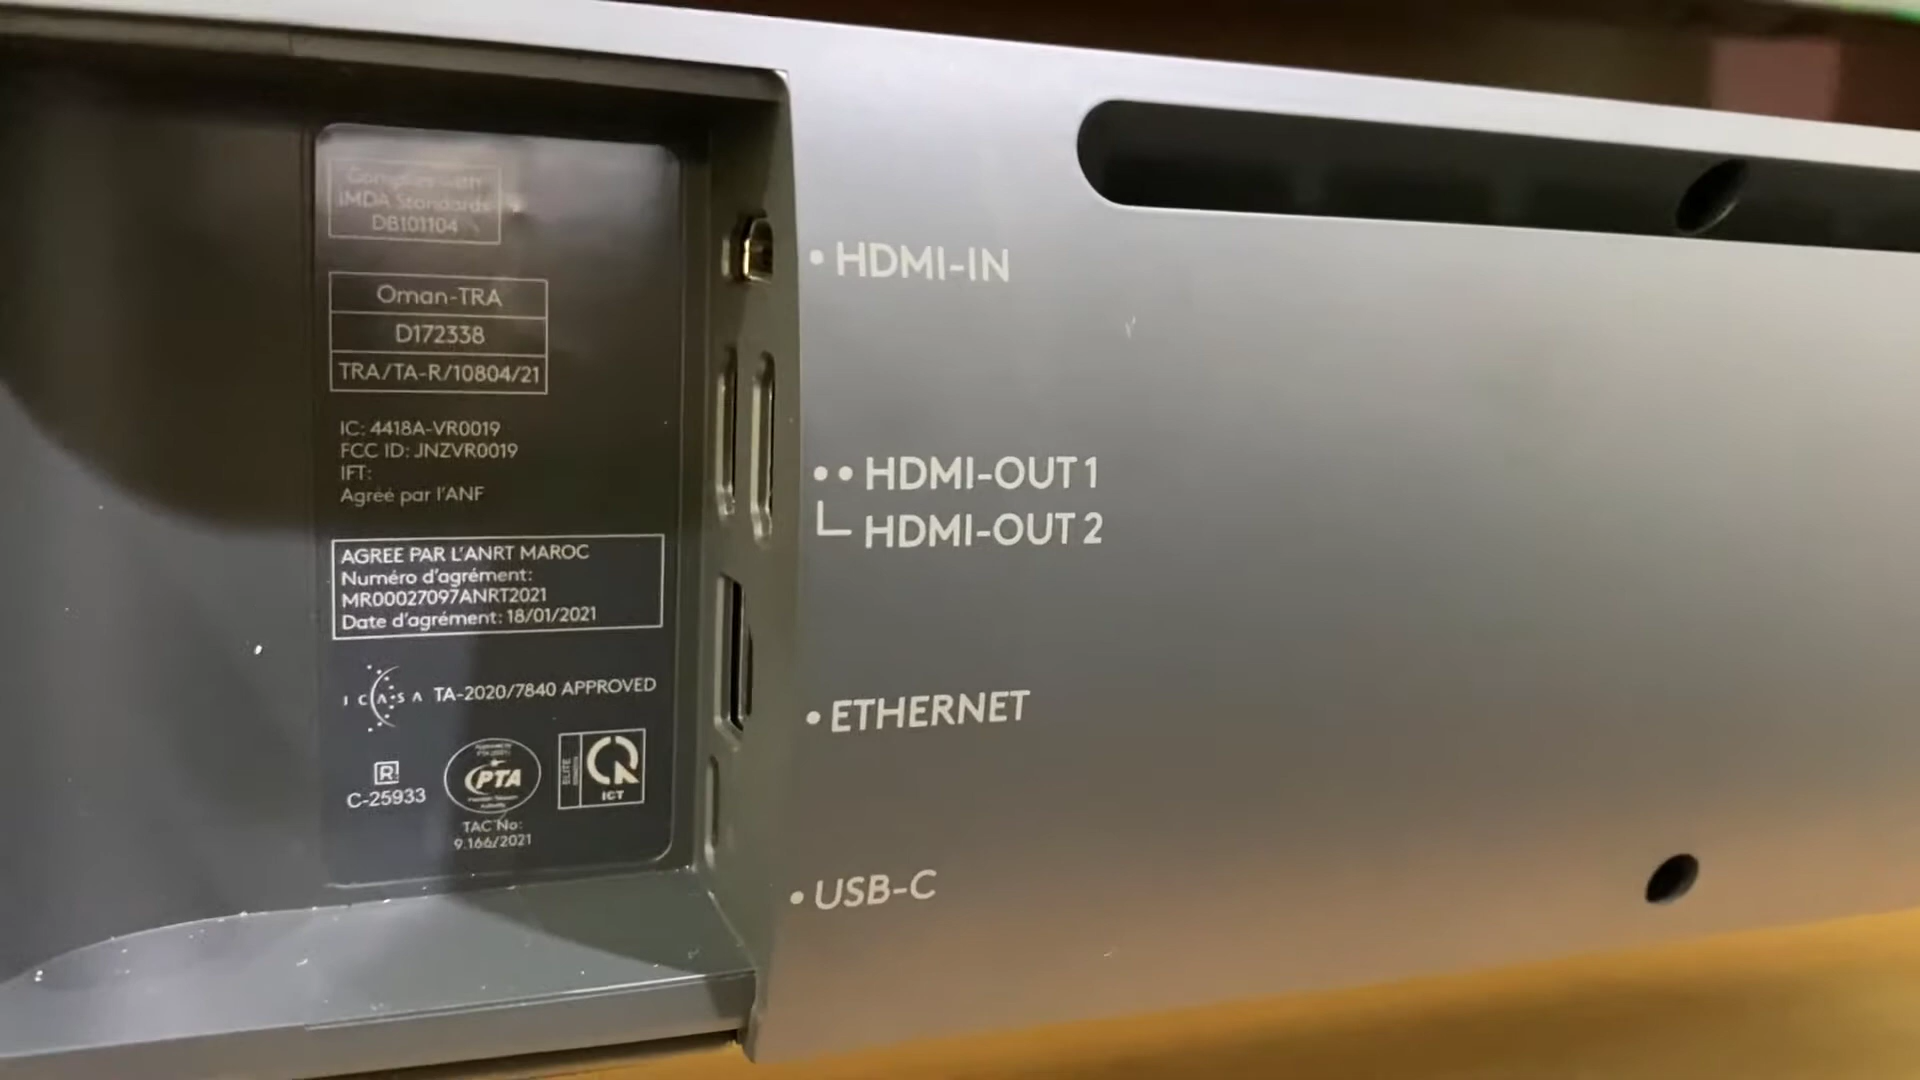 Complies with
IMDA Standards
DB101104
Oman-TRA
D172338
TRA/TA-R/10804/21
IC: 4418A-VR0019
FCC ID: JNZVR0019
IFT:
Agréé par l'ANF
AGREE PAR L'ANRT MAROC
Numéro d'agrément:
MR00027097ANRT2021
Date d'agrément: 18/01/2021
ICASA TA-2020/7840 APPROVED
R
C-25933
PTA
TAC No:
9.166/2021
ICT
• HDMI-IN
•• HDMI-OUT 1
HDMI-OUT 2
• ETHERNET
• USB-C